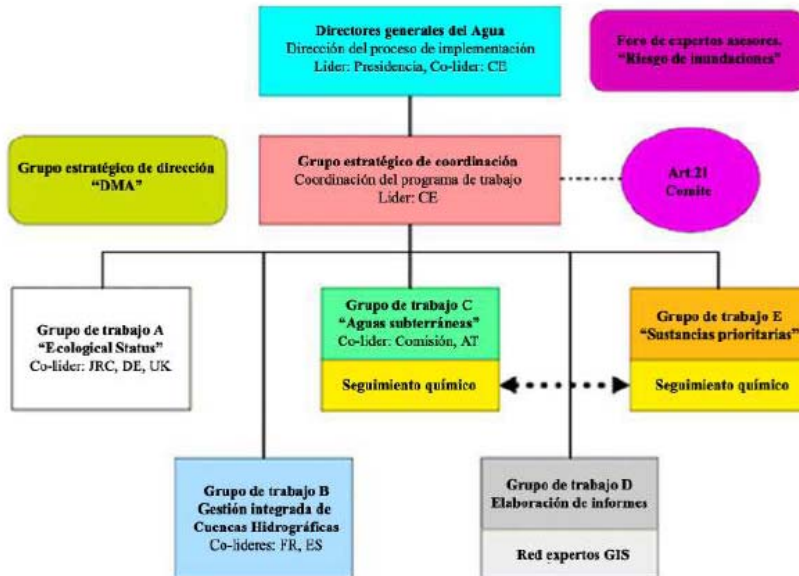 Directores generales del Agua
Dirección del proceso de implementación
Lider: Presidencia, Co-lider: CE
Foro de expertos asesores.
“Riesgo de inundaciones”
Grupo estratégico de dirección
“DMA”
Grupo estratégico de coordinación
Coordinación del programa de trabajo
Lider: CE
Art.21
Comite
Grupo de trabajo A
“Ecological Status”
Co-lider: JRC, DE, UK
Grupo de trabajo C
“Aguas subterráneas”
Co-lider: Comisión, AT
Seguimiento químico
Grupo de trabajo E
“Sustancias prioritarias”
Seguimiento químico
Grupo de trabajo B
Gestión integrada de
Cuencas Hidrográficas
Co-lideres: FR, ES
Grupo de trabajo D
Elaboración de informes
Red expertos GIS